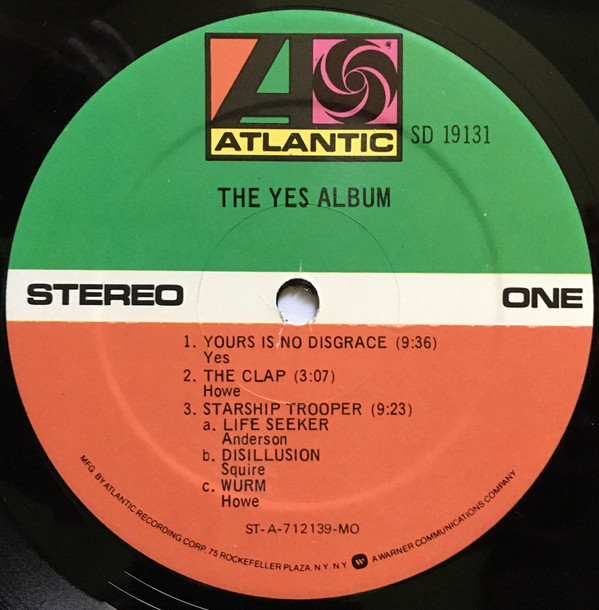 ATLANTIC
SD 19131
THE YES ALBUM
STEREO
ONE
1. YOURS IS NO DISGRACE (9:36)
Yes
2. THE CLAP (3:07)
Howe
3. STARSHIP TROOPER (9:23)
a. LIFE SEEKER
Anderson
b. DISILLUSION
Squire
c. WURM
Howe
ST-A-712139-MO
MFG. BY ATLANTIC RECORDING CORP. 75 ROCKEFELLER PLAZA, N.Y. N.Y. W A WARNER COMMUNICATIONS COMPANY